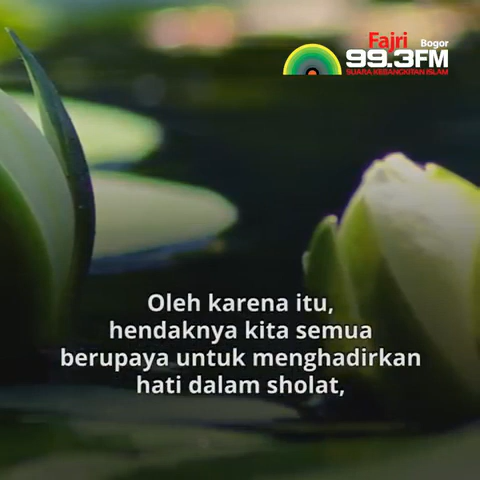 Fajri Bogor
99.3FM
SUARA KEBANGKITAN ISLAM
Oleh karena itu,
hendaknya kita semua
berupaya untuk menghadirkan
hati dalam sholat,